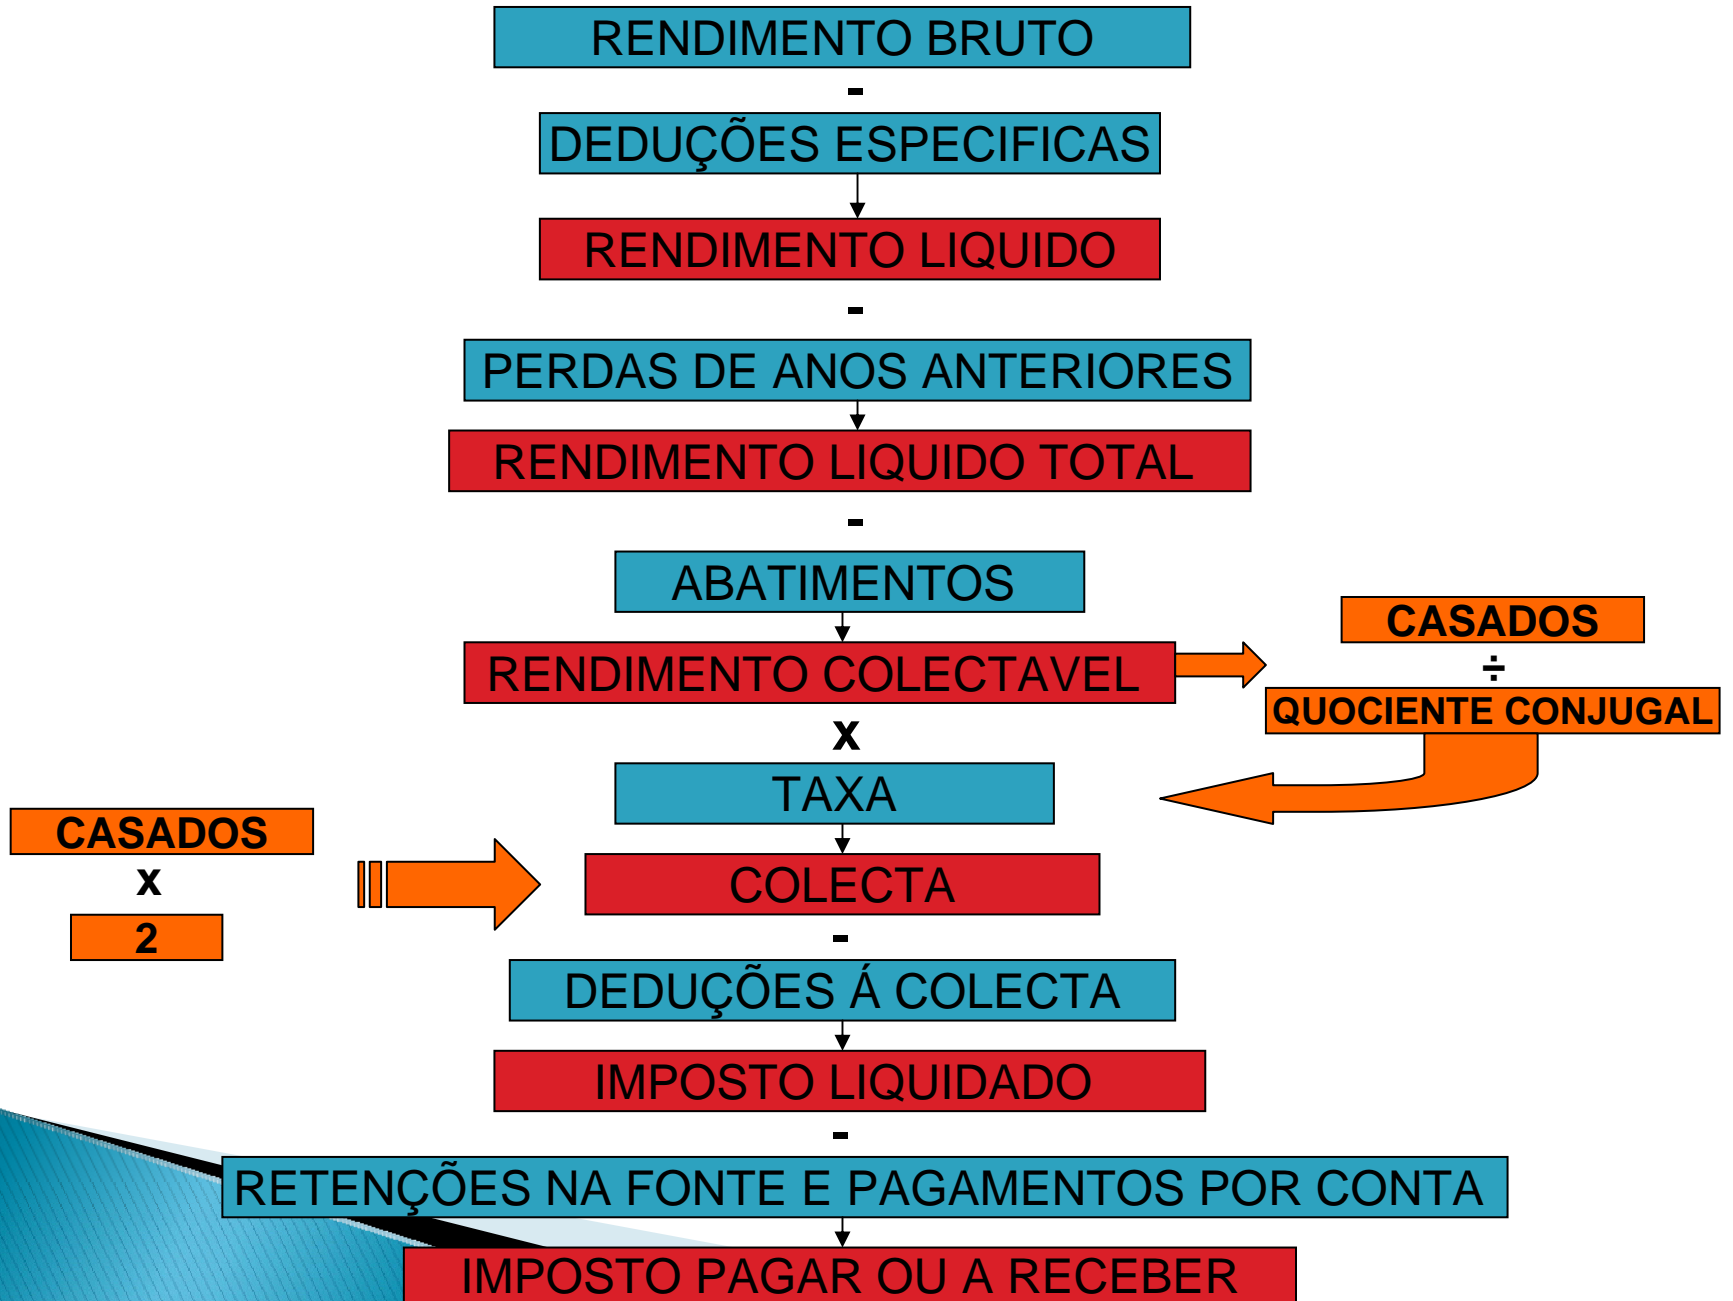 RENDIMENTO BRUTO
-
DEDUÇÕES ESPECIFICAS
RENDIMENTO LIQUIDO
-
PERDAS DE ANOS ANTERIORES
RENDIMENTO LIQUIDO TOTAL
-
ABATIMENTOS
RENDIMENTO COLECTAVEL
CASADOS
÷
QUOCIENTE CONJUGAL
x
TAXA
CASADOS
x
2
COLECTA
-
DEDUÇÕES Á COLECTA
IMPOSTO LIQUIDADO
-
RETENÇÕES NA FONTE E PAGAMENTOS POR CONTA
IMPOSTO PAGAR OU A RECEBER